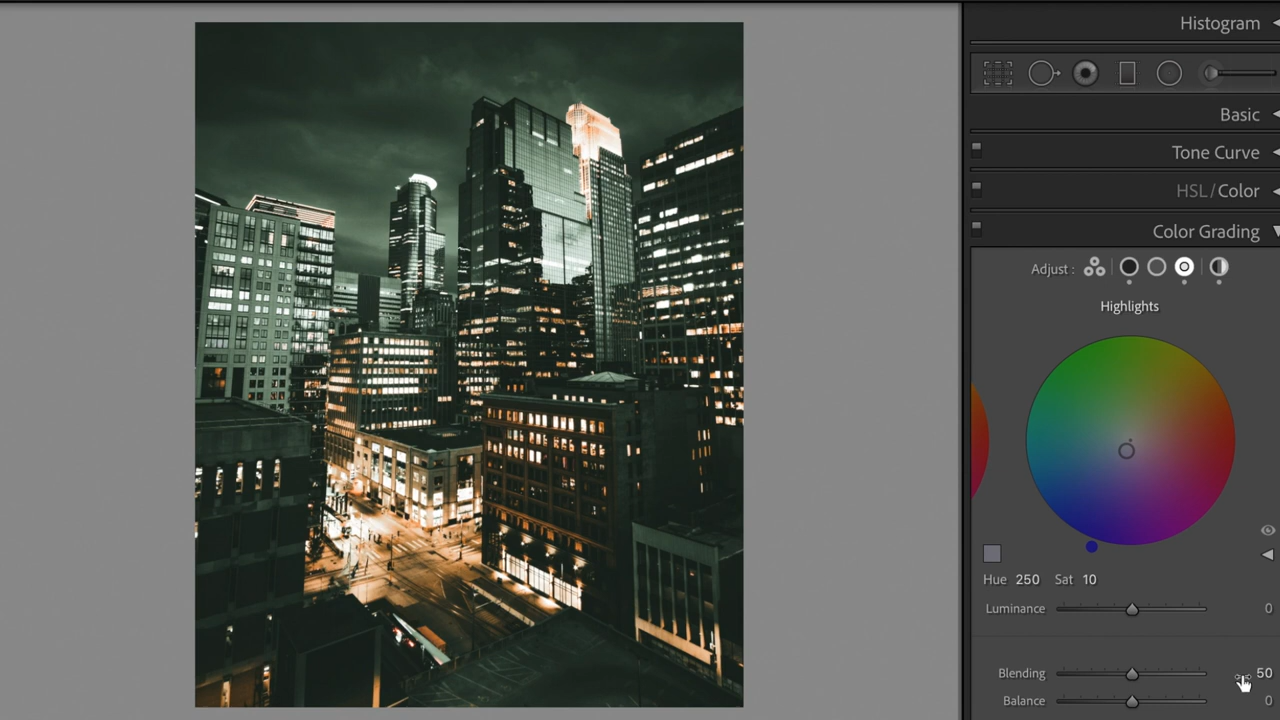 Histogram
Basic
Tone Curve
HSL / Color
Color Grading
Adjust :
Highlights
Hue 250 Sat 10
Luminance 0
Blending 50
Balance 0